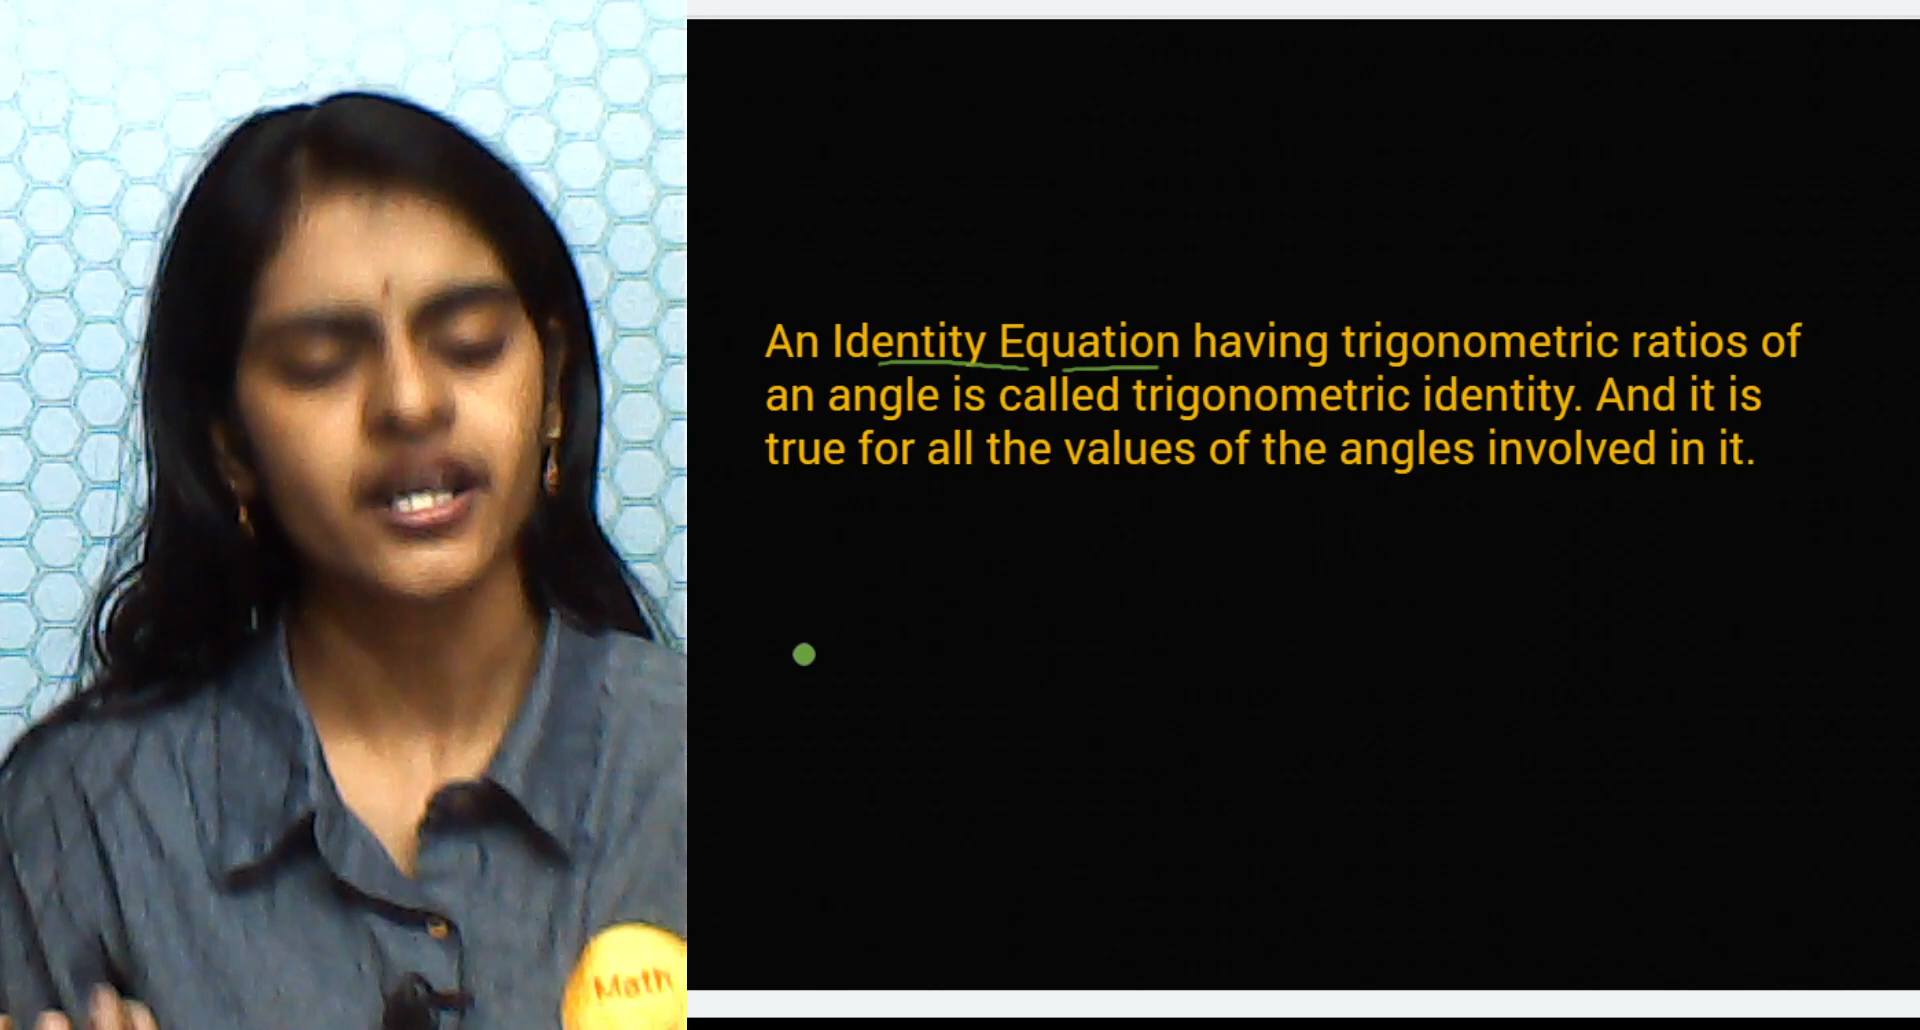 An Identity Equation having trigonometric ratios of
an angle is called trigonometric identity. And it is
true for all the values of the angles involved in it.
Math